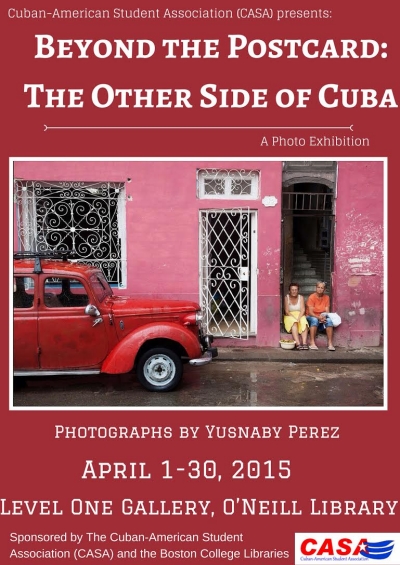 Cuban-American Student Association (CASA) presents:
Beyond the Postcard:
The Other Side of Cuba
A Photo Exhibition
Photographs by Yusnaby Perez
April 1-30, 2015
Level One Gallery, O'Neill Library
Sponsored by The Cuban-American Student
Association (CASA) and the Boston College Libraries
CASA
Cuban-American Student Association